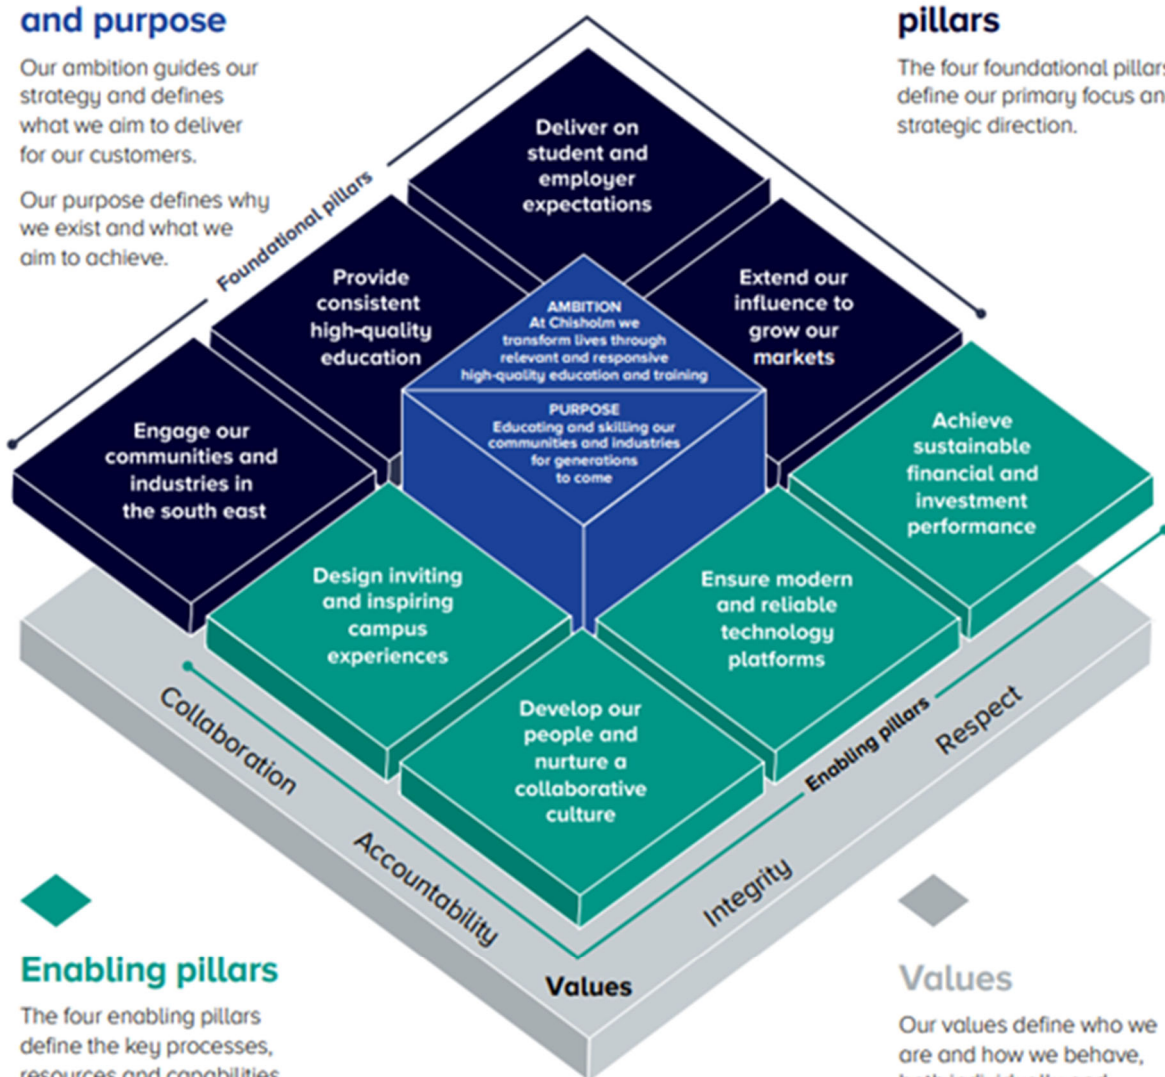 and purpose
Our ambition guides our
strategy and defines
what we aim to deliver
for our customers.
Our purpose defines why
we exist and what we
aim to achieve.
pillars
The four foundational pillars
define our primary focus an
strategic direction.
Foundational pillars
Deliver on
student and
employer
expectations
Provide
consistent
high-quality
education
Extend our
influence to
grow our
markets
Engage our
communities and
industries in
the south east
AMBITION
At Chisholm we
transform lives through
relevant and responsive
high-quality education and training
PURPOSE
Educating and skilling our
communities and industries
for generations
to come
Achieve
sustainable
financial and
investment
performance
Design inviting
and inspiring
campus
experiences
Ensure modern
and reliable
technology
platforms
Develop our
people and
nurture a
collaborative
culture
Enabling pillars
Collaboration
Accountability
Values
Integrity
Respect
Enabling pillars
The four enabling pillars
define the key processes,
resources and capabilities
Values
Our values define who we
are and how we behave,
both individually and